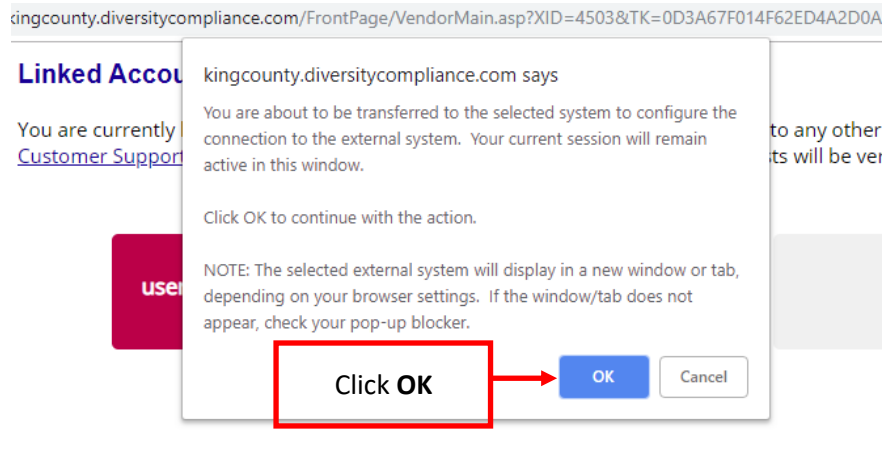 kingcounty.diversitycompliance.com/FrontPage/VendorMain.asp?XID=4503&TK=0D3A67F014F62ED4A2D0A
Linked Accou
kingcounty.diversitycompliance.com says
You are about to be transferred to the selected system to configure the
You are currently
connection to the external system. Your current session will remain
to any other
Customer Support
active in this window.
ts will be ver
Click OK to continue with the action.
NOTE: The selected external system will display in a new window or tab,
user
depending on your browser settings. If the window/tab does not
appear, check your pop-up blocker.
Click OK
OK
Cancel